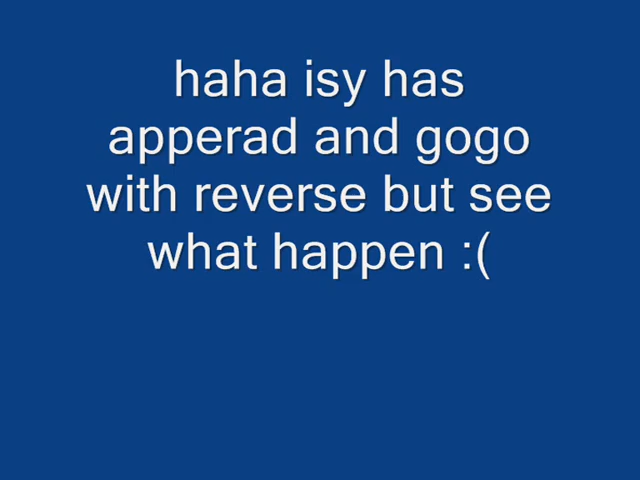 haha isy has
apperad and gogo
with reverse but see
what happen :(